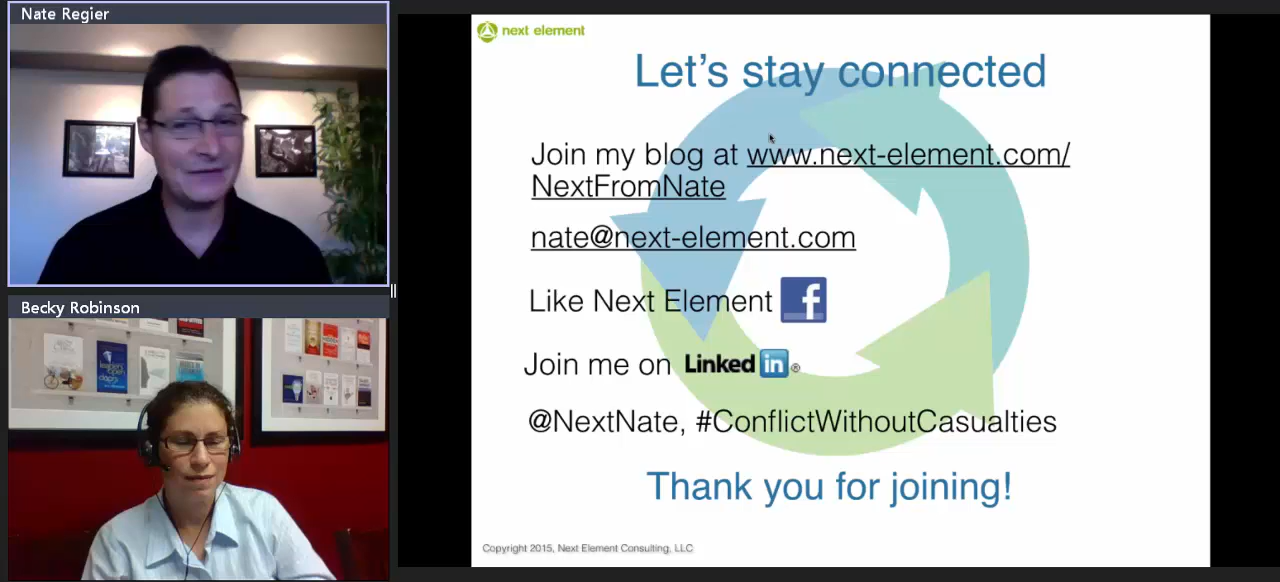 Nate Regier
Becky Robinson
next element
Let's stay connected
Join my blog at www.next-element.com/
NextFromNate
nate@next-element.com
Like Next Element f
Join me on Linked in ®
@NextNate, #ConflictWithoutCasualties
Thank you for joining!
Copyright 2015, Next Element Consulting, LLC